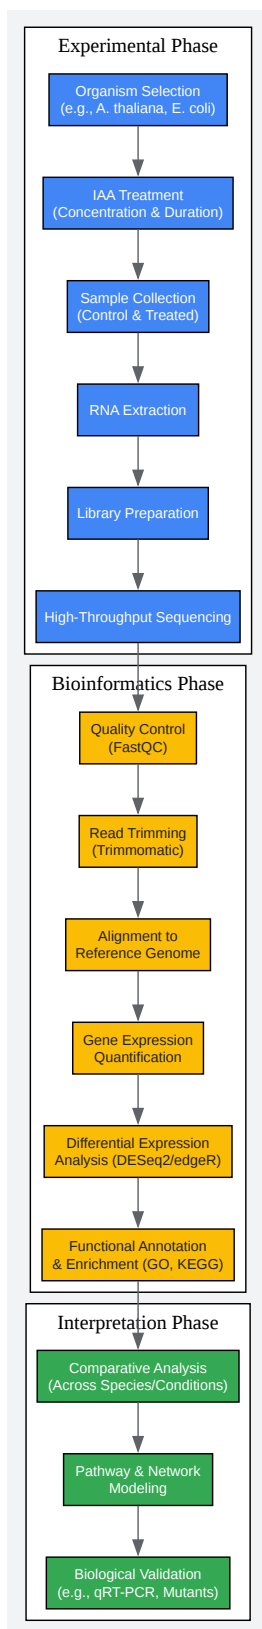 Experimental Phase
Organism Selection
(e.g., A. thaliana, E. coli)
IAA Treatment
(Concentration & Duration)
Sample Collection
(Control & Treated)
RNA Extraction
Library Preparation
High-Throughput Sequencing
Bioinformatics Phase
Quality Control
(FastQC)
Read Trimming
(Trimmomatic)
Alignment to
Reference Genome
Gene Expression
Quantification
Differential Expression
Analysis (DESeq2/edgeR)
Functional Annotation
& Enrichment (GO, KEGG)
Interpretation Phase
Comparative Analysis
(Across Species/Conditions)
Pathway & Network
Modeling
Biological Validation
(e.g., qRT-PCR, Mutants)